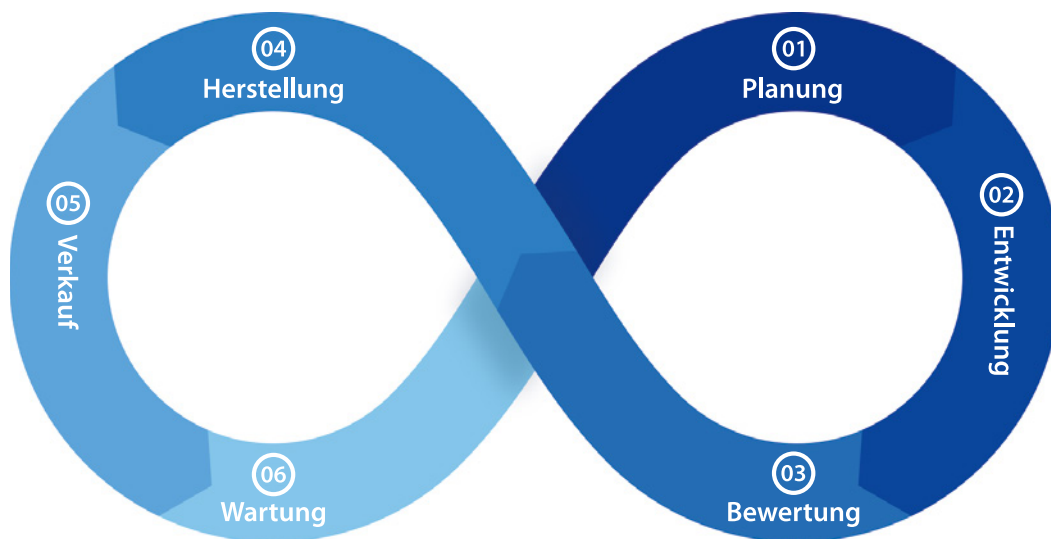 01
Planung
02
Entwicklung
03
Bewertung
04
Herstellung
05
Verkauf
06
Wartung